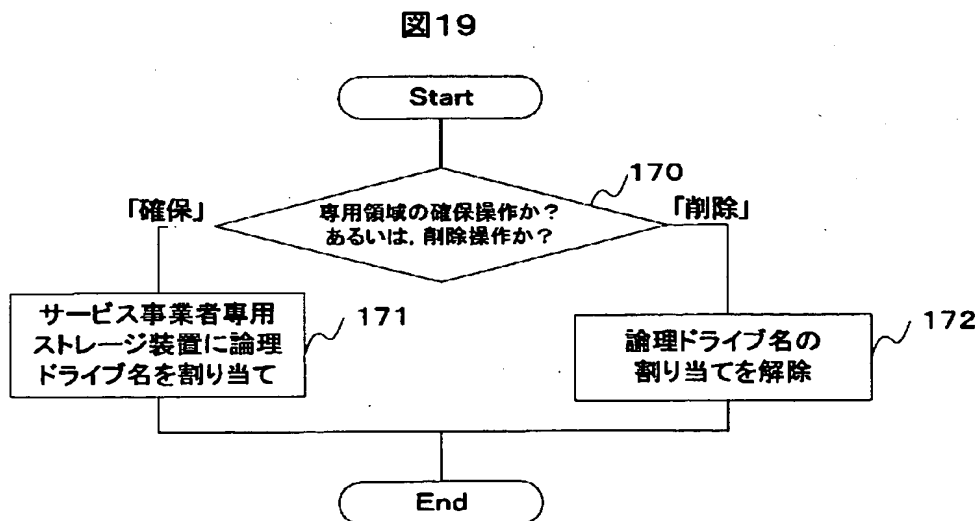 図19
Start
170
専用領域の確保操作か?
あるいは,削除操作か?
「確保」
「削除」
サービス事業者専用
ストレージ装置に論理
ドライブ名を割り当て
171
論理ドライブ名の
割り当てを解除
172
End